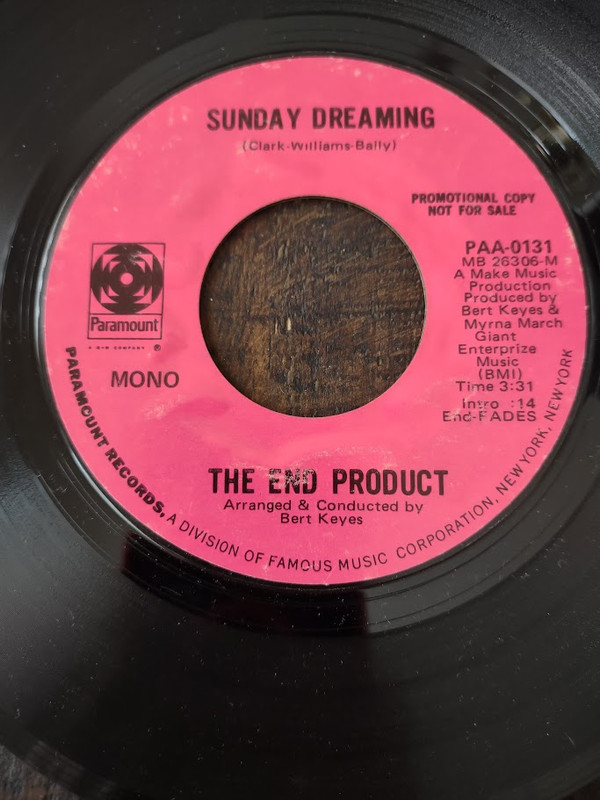 SUNDAY DREAMING
(Clark-Williams-Bally)
PROMOTIONAL COPY
NOT FOR SALE
PAA-0131
MB 26306-M
A Make Music
Production
Produced by
Bert Keyes &
Myrna March
Giant
Enterprize
Music
(BMI)
Time 3:31
Intro :14
End-FADES
Paramount
A G+W COMPANY ®
MONO
THE END PRODUCT
Arranged & Conducted by
Bert Keyes
PARAMOUNT RECORDS, A DIVISION OF FAMOUS MUSIC CORPORATION, NEW YORK, NEW YORK